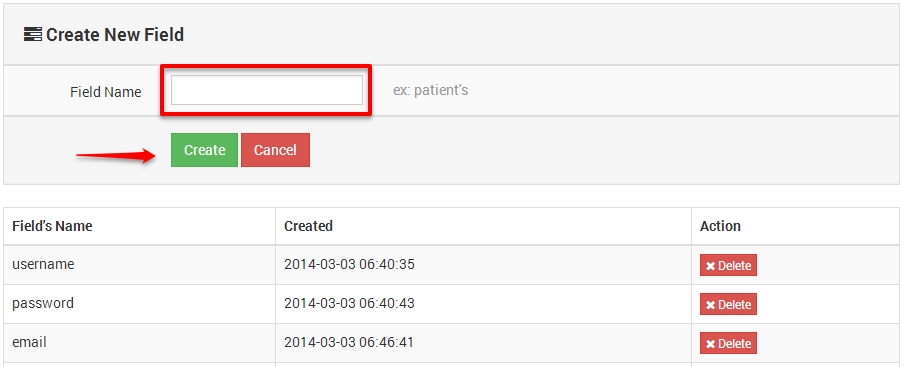 Create New Field
Field Name ex: patient's
Create Cancel
Field's Name Created Action
username 2014-03-03 06:40:35 Delete
password 2014-03-03 06:40:43 Delete
email 2014-03-03 06:46:41 Delete